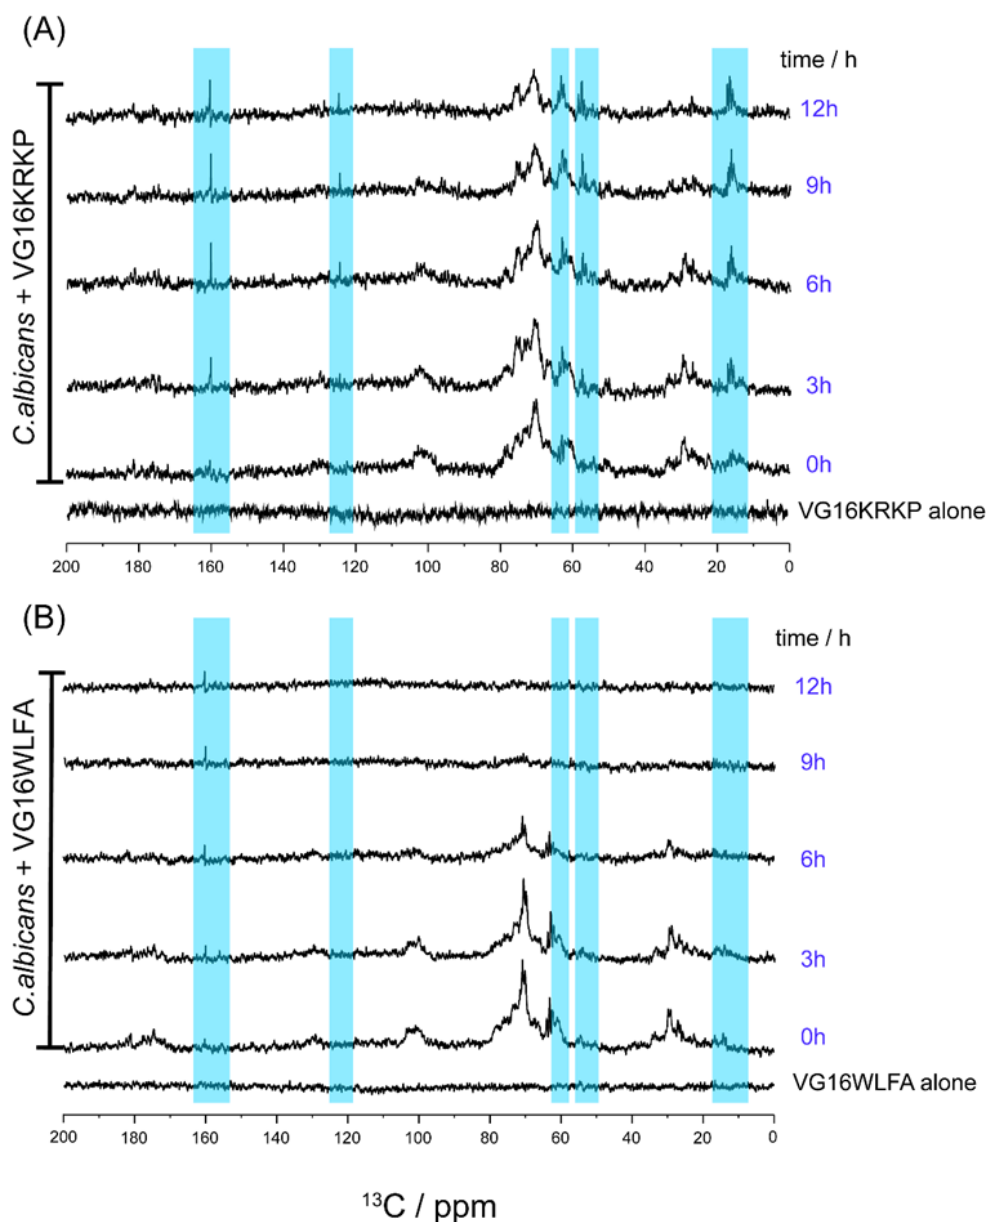 (A)
time / h
C.albicans + VG16KRKP
12h
9h
6h
3h
0h
VG16KRKP alone
200 180 160 140 120 100 80 60 40 20 0
(B)
time / h
C.albicans + VG16WLFA
12h
9h
6h
3h
0h
VG16WLFA alone
200 180 160 140 120 100 80 60 40 20 0
¹³C / ppm